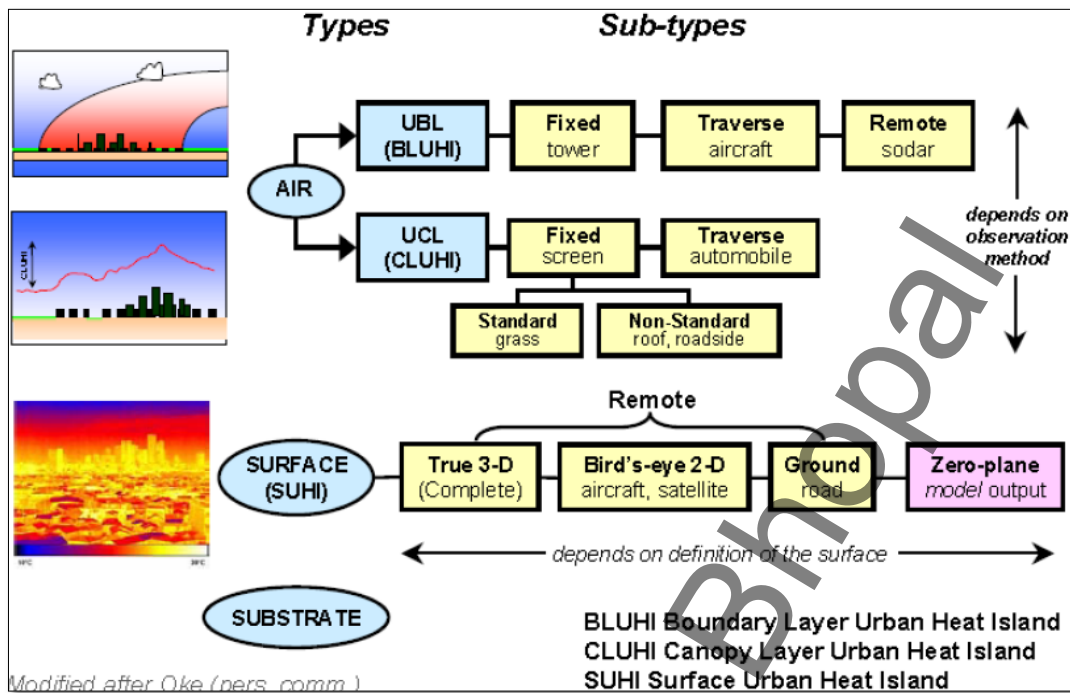 Types Sub-types
UBL
(BLUHI)
Fixed
tower
Traverse
aircraft
Remote
sodar
AIR
depends on
observation
method
CLUHI
UCL
(CLUHI)
Fixed
screen
Traverse
automobile
Standard
grass
Non-Standard
roof, roadside
Remote
SURFACE
(SUHI)
True 3-D
(Complete)
Bird's-eye 2-D
aircraft, satellite
Ground
road
Zero-plane
model output
depends on definition of the surface
SUBSTRATE
BLUHI Boundary Layer Urban Heat Island
CLUHI Canopy Layer Urban Heat Island
SUHI Surface Urban Heat Island
Modified after Oke (pers. comm.)
Bhopal